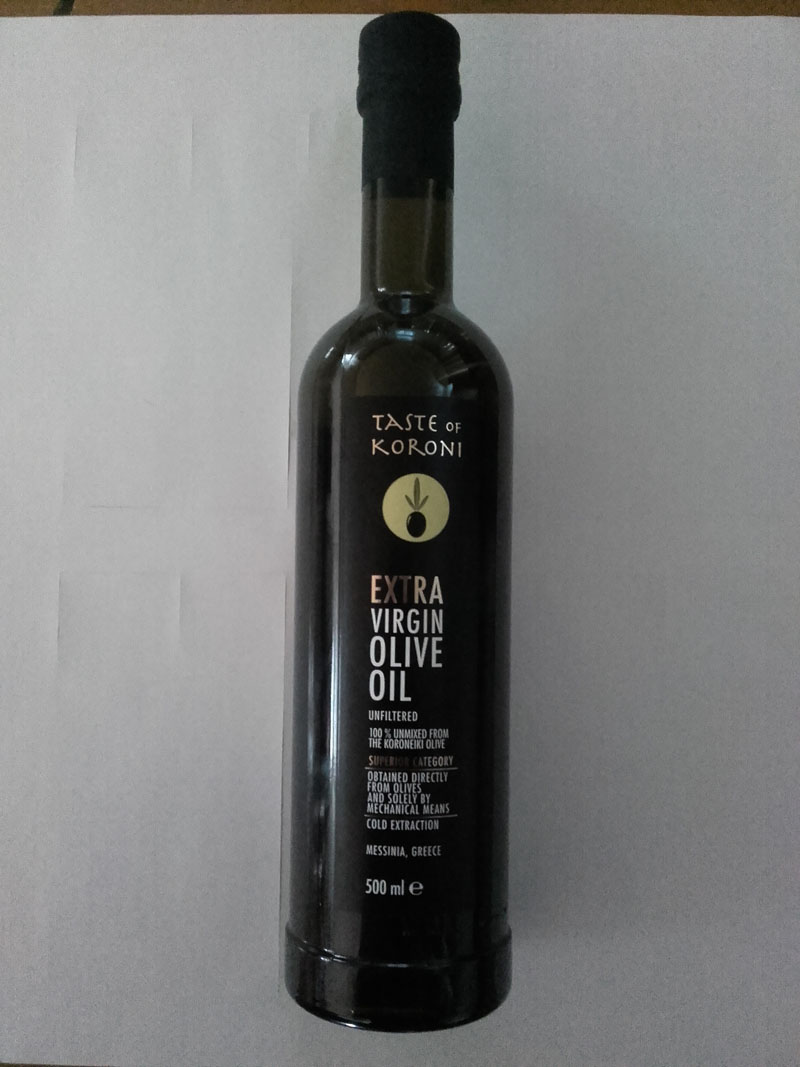 TASTE OF
KORONI
EXTRA
VIRGIN
OLIVE
OIL
UNFILTERED
100 % UNMIXED FROM
THE KORONEIKI OLIVE
SUPERIOR CATEGORY
OBTAINED DIRECTLY
FROM OLIVES
AND SOLELY BY
MECHANICAL MEANS
COLD EXTRACTION
MESSINIA, GREECE
500 ml ℮